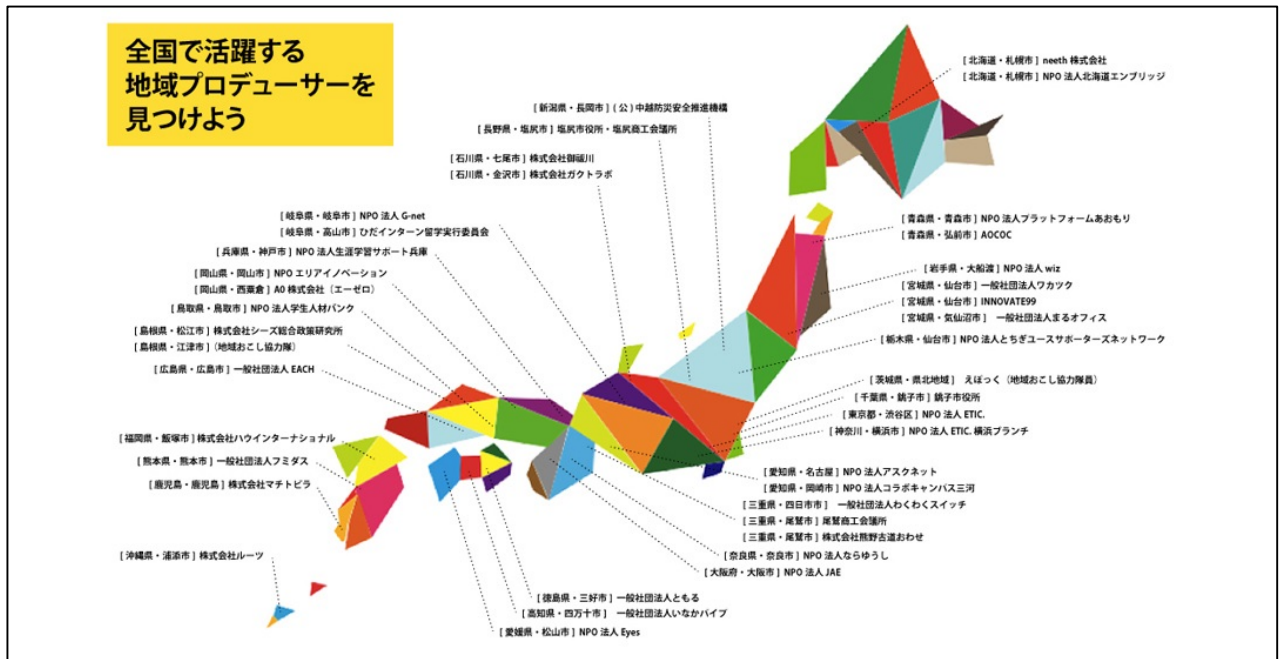 全国で活躍する
地域プロデューサーを
見つけよう
[ 北海道・札幌市 ] neeth 株式会社
[ 北海道・札幌市 ] NPO 法人北海道エンブリッジ
[ 新潟県・長岡市 ] ( 公 ) 中越防災安全推進機構
[ 長野県・塩尻市 ] 塩尻市役所・塩尻商工会議所
[ 石川県・七尾市 ] 株式会社御祓川
[ 石川県・金沢市 ] 株式会社ガクトラボ
[ 岐阜県・岐阜市 ] NPO 法人 G-net
[ 岐阜県・高山市 ] ひだインターン留学実行委員会
[ 兵庫県・神戸市 ] NPO 法人生涯学習サポート兵庫
[ 岡山県・岡山市 ] NPO エリアイノベーション
[ 岡山県・西粟倉 ] A0 株式会社（エーゼロ）
[ 鳥取県・鳥取市 ] NPO 法人学生人材バンク
[ 島根県・松江市 ] 株式会社シーズ総合政策研究所
[ 島根県・江津市 ]（地域おこし協力隊）
[ 広島県・広島市 ] 一般社団法人 EACH
[ 福岡県・飯塚市 ] 株式会社ハウインターナショナル
[ 熊本県・熊本市 ] 一般社団法人フミダス
[ 鹿児島・鹿児島 ] 株式会社マチトビラ
[ 沖縄県・浦添市 ] 株式会社ルーツ
[ 青森県・青森市 ] NPO 法人プラットフォームあおもり
[ 青森県・弘前市 ] AOCOC
[ 岩手県・大船渡 ] NPO 法人 wiz
[ 宮城県・仙台市 ] 一般社団法人ワカツク
[ 宮城県・仙台市 ] INNOVATE99
[ 宮城県・気仙沼市 ]　一般社団法人まるオフィス
[ 栃木県・仙台市 ] NPO 法人とちぎユースサポーターズネットワーク
[ 茨城県・県北地域 ]　えぽっく（地域おこし協力隊員）
[ 千葉県・銚子市 ] 銚子市役所
[ 東京都・渋谷区 ] NPO 法人 ETIC.
[ 神奈川・横浜市 ] NPO 法人 ETIC. 横浜ブランチ
[ 愛知県・名古屋 ] NPO 法人アスクネット
[ 愛知県・岡崎市 ] NPO 法人コラボキャンパス三河
[ 三重県・四日市市 ]　一般社団法人わくわくスイッチ
[ 三重県・尾鷲市 ] 尾鷲商工会議所
[ 三重県・尾鷲市 ] 株式会社熊野古道おわせ
[ 奈良県・奈良市 ] NPO 法人ならゆうし
[ 大阪府・大阪市 ] NPO 法人 JAE
[ 徳島県・三好市 ] 一般社団法人ともる
[ 高知県・四万十市 ]　一般社団法人いなかパイプ
[ 愛媛県・松山市 ] NPO 法人 Eyes